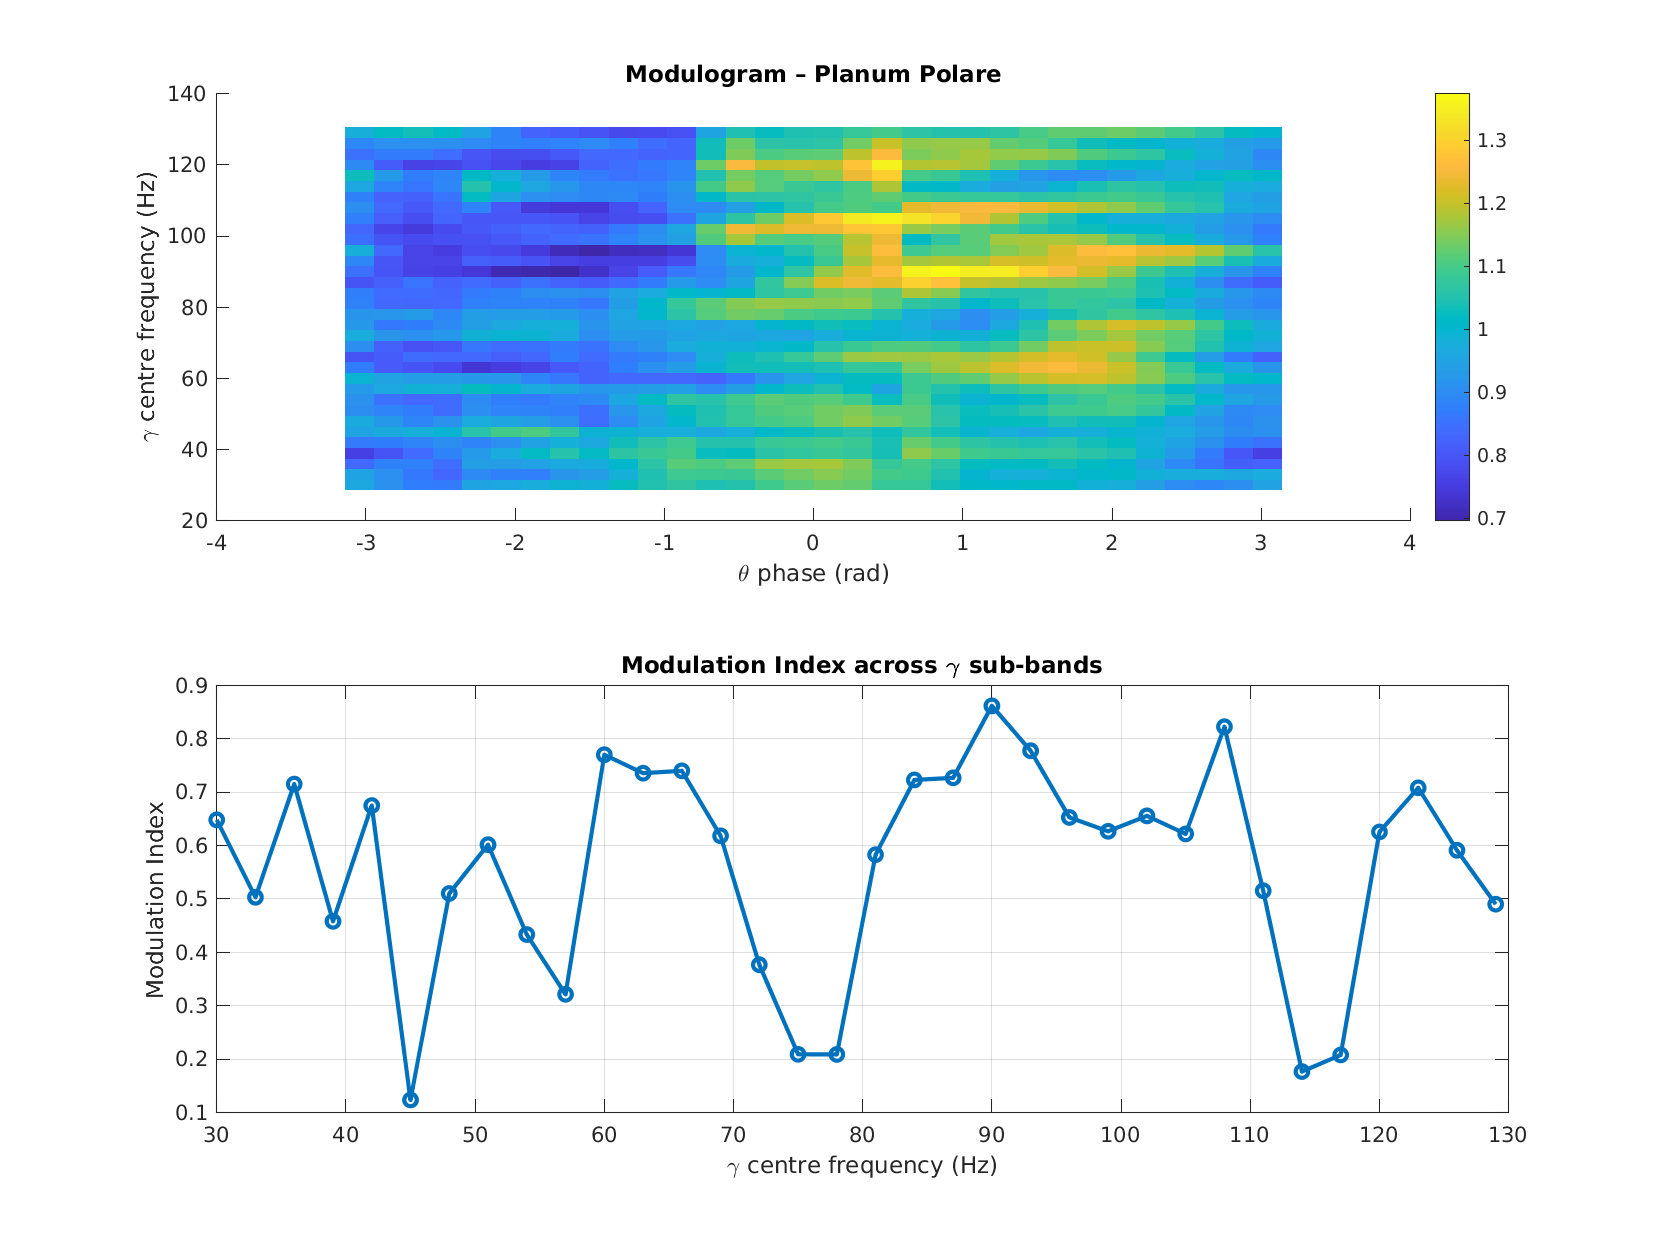 Modulogram – Planum Polare
γ centre frequency (Hz)
140
120
100
80
60
40
20
-4 -3 -2 -1 0 1 2 3 4
θ phase (rad)
1.3
1.2
1.1
1
0.9
0.8
0.7
Modulation Index across γ sub-bands
Modulation Index
0.9
0.8
0.7
0.6
0.5
0.4
0.3
0.2
0.1
30 40 50 60 70 80 90 100 110 120 130
γ centre frequency (Hz)